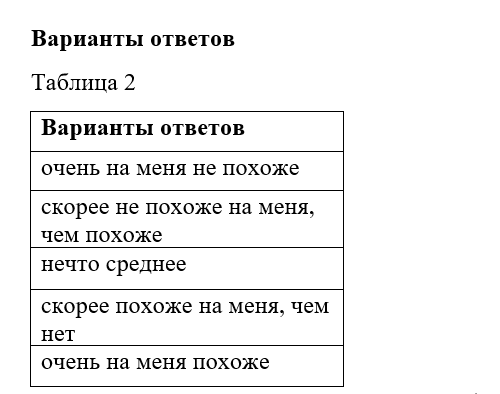 Варианты ответов
Таблица 2
Варианты ответов
очень на меня не похоже
скорее не похоже на меня,
чем похоже
нечто среднее
скорее похоже на меня, чем
нет
очень на меня похоже